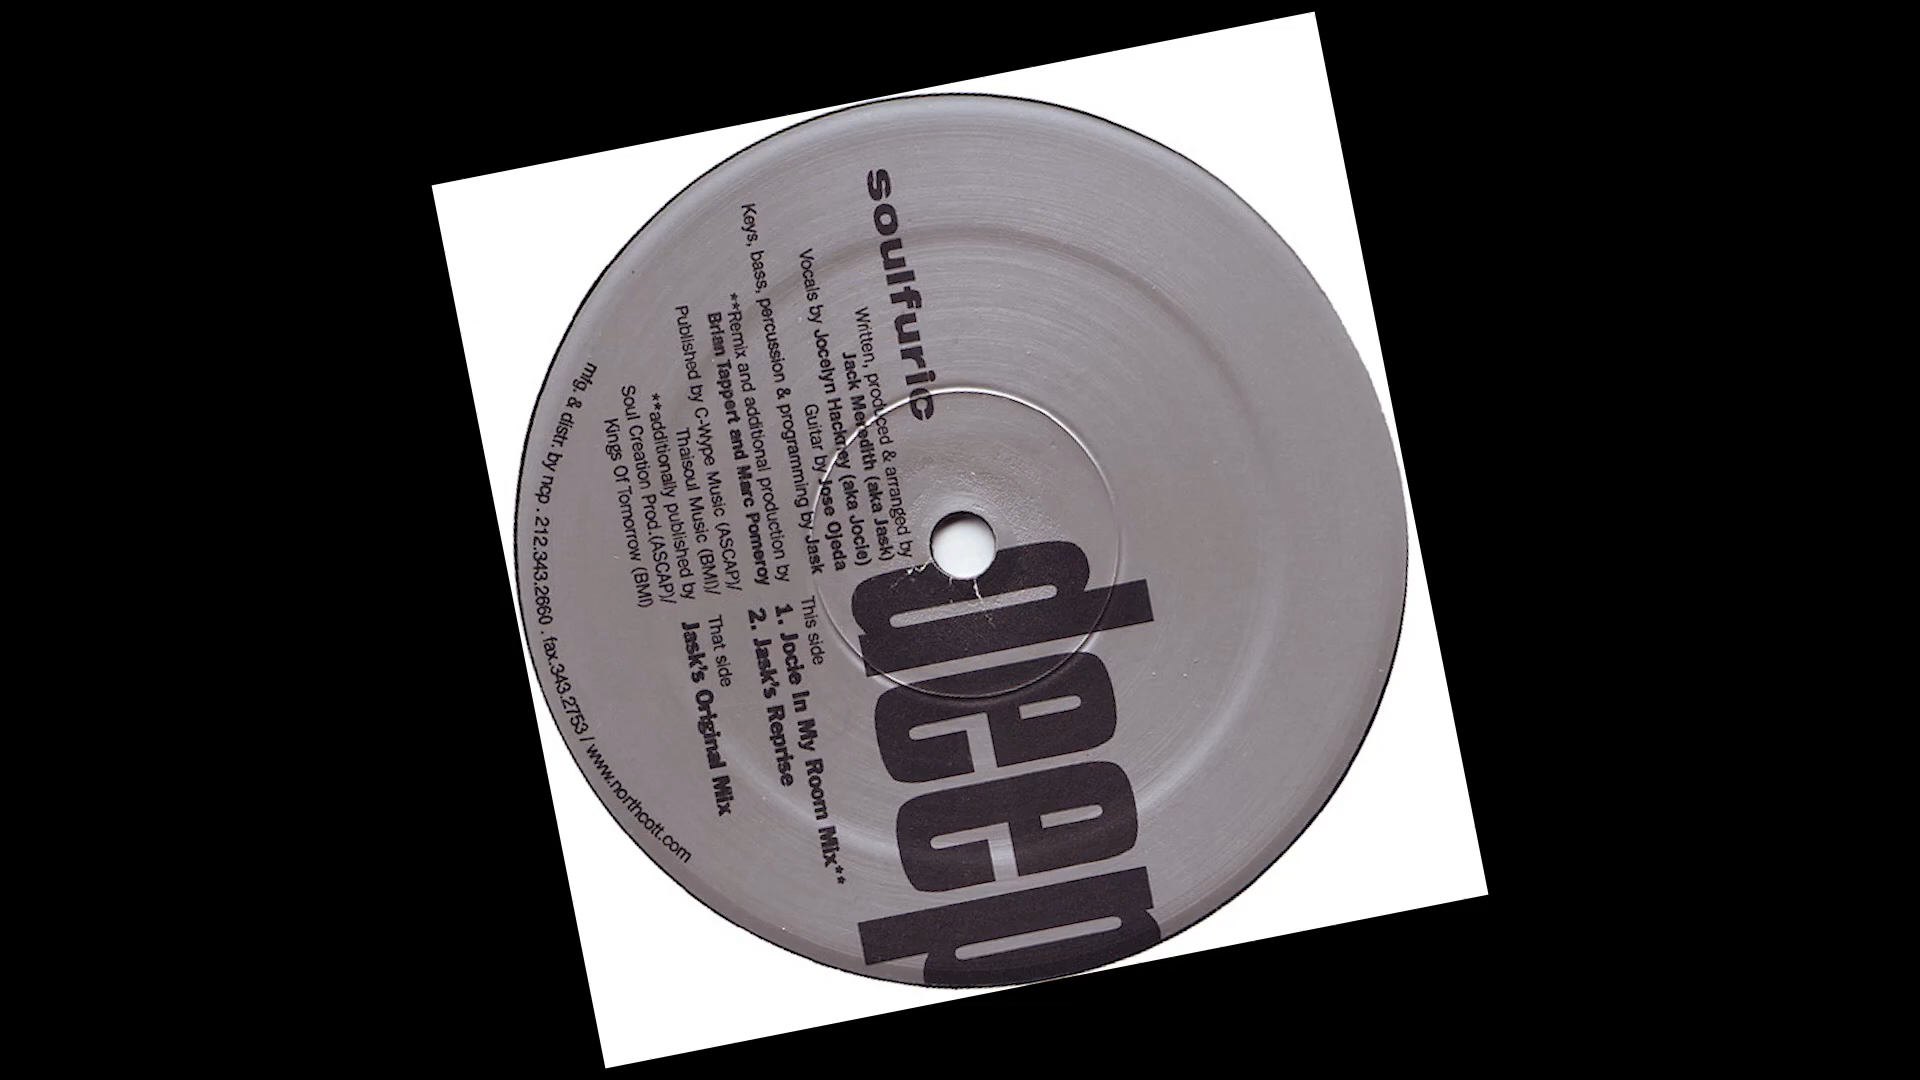 soulfuric
deep
Written, produced & arranged by
Jack Meredith (aka Jask)
Vocals by Jocelyn Hackney (aka Jocie)
Guitar by Jose Ojeda
Keys, bass, percussion & programming by Jask
**Remix and additional production by
Brian Tappert and Marc Pomeroy
Published by C-Wype Music (ASCAP)/
Thaisoul Music (BMI)/
**additionally published by
Soul Creation Prod.(ASCAP)/
Kings Of Tomorrow (BMI)
This side
1. Jocie In My Room Mix**
2. Jask's Reprise
That side
Jask's Original Mix
mfg. & distr. by ncp . 212.343.2660 . fax.343.2753 / www.northcott.com